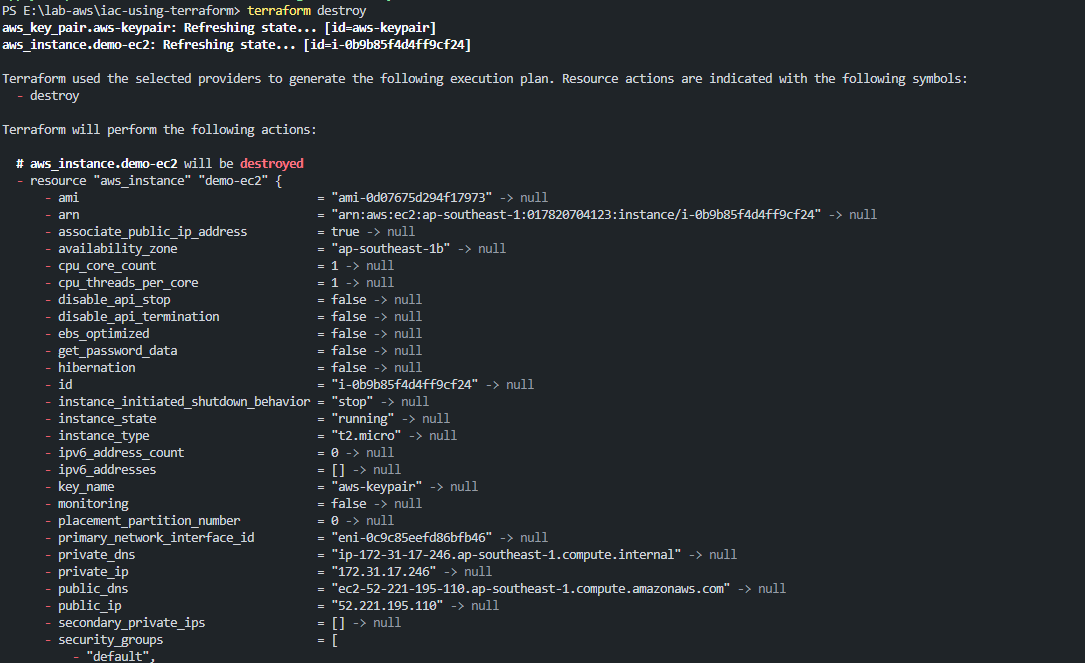 PS E:\lab-aws\iac-using-terraform> terraform destroy
aws_key_pair.aws-keypair: Refreshing state... [id=aws-keypair]
aws_instance.demo-ec2: Refreshing state... [id=i-0b9b85f4d4ff9cf24]
Terraform used the selected providers to generate the following execution plan. Resource actions are indicated with the following symbols:
- destroy
Terraform will perform the following actions:
# aws_instance.demo-ec2 will be destroyed
- resource "aws_instance" "demo-ec2" {
- ami = "ami-0d07675d294f17973" -> null
- arn = "arn:aws:ec2:ap-southeast-1:017820704123:instance/i-0b9b85f4d4ff9cf24" -> null
- associate_public_ip_address = true -> null
- availability_zone = "ap-southeast-1b" -> null
- cpu_core_count = 1 -> null
- cpu_threads_per_core = 1 -> null
- disable_api_stop = false -> null
- disable_api_termination = false -> null
- ebs_optimized = false -> null
- get_password_data = false -> null
- hibernation = false -> null
- id = "i-0b9b85f4d4ff9cf24" -> null
- instance_initiated_shutdown_behavior = "stop" -> null
- instance_state = "running" -> null
- instance_type = "t2.micro" -> null
- ipv6_address_count = 0 -> null
- ipv6_addresses = [] -> null
- key_name = "aws-keypair" -> null
- monitoring = false -> null
- placement_partition_number = 0 -> null
- primary_network_interface_id = "eni-0c9c85eefd86bfb46" -> null
- private_dns = "ip-172-31-17-246.ap-southeast-1.compute.internal" -> null
- private_ip = "172.31.17.246" -> null
- public_dns = "ec2-52-221-195-110.ap-southeast-1.compute.amazonaws.com" -> null
- public_ip = "52.221.195.110" -> null
- secondary_private_ips = [] -> null
- security_groups = [
- "default",